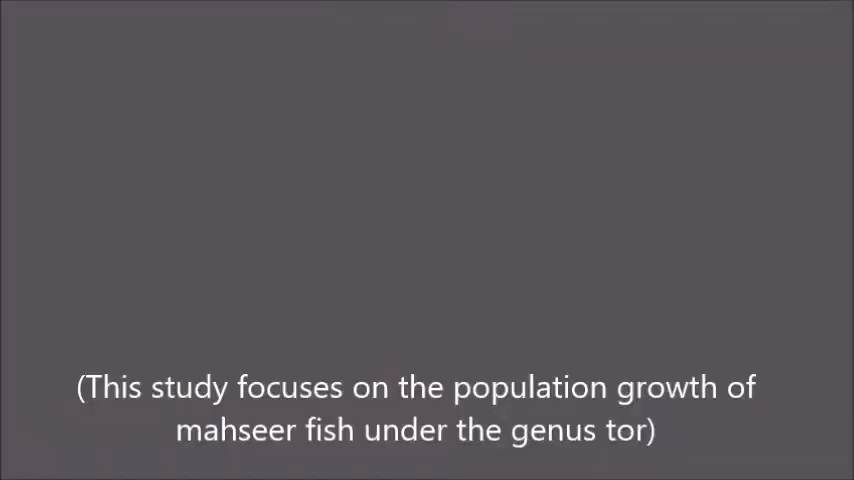 (This study focuses on the population growth of
mahseer fish under the genus tor)